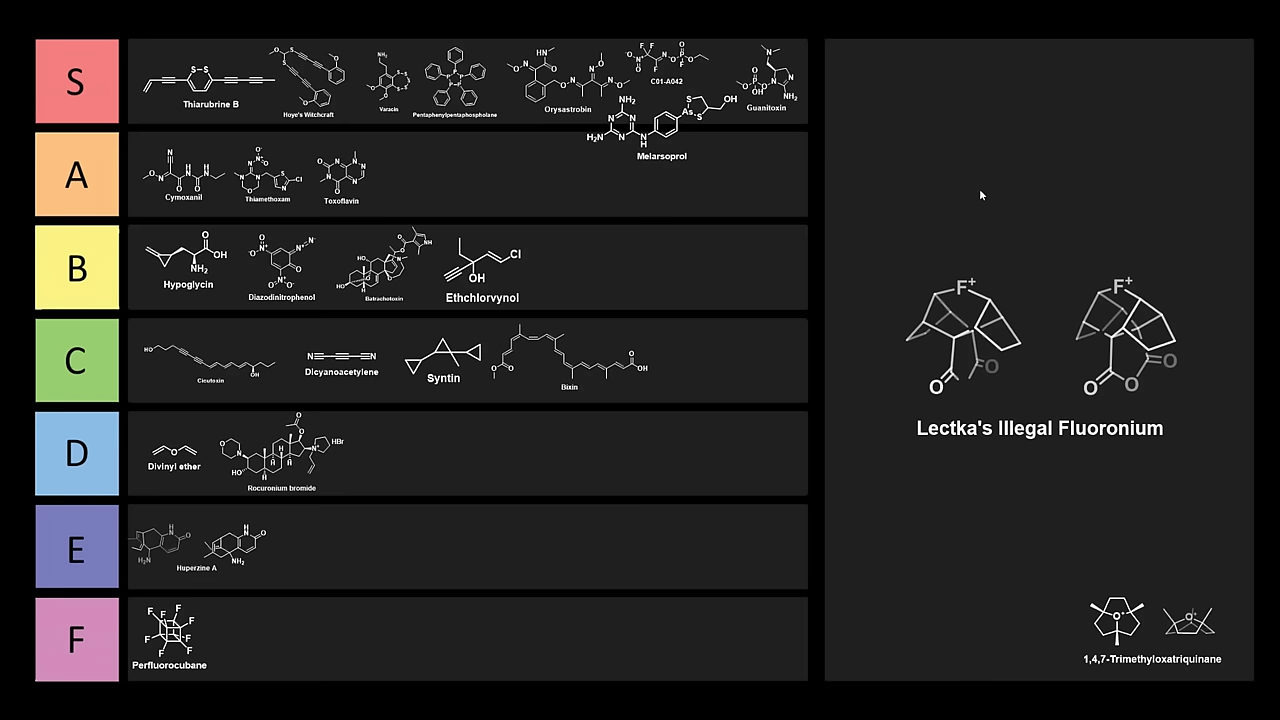 S
Thiarubrine B
Hoye's Witchcraft
Varacin
Pentaphenylpentaphospholane
Orysastrobin
C01-A042
Guanitoxin
Melarsoprol
A
Cymoxanil
Thiamethoxam
Toxoflavin
B
Hypoglycin
Diazodinitrophenol
Batrachotoxin
Ethchlorvynol
C
Cicutoxin
Dicyanoacetylene
Syntin
Bixin
D
Divinyl ether
Rocuronium bromide
E
Huperzine A
F
Perfluorocubane
Lectka's Illegal Fluoronium
1,4,7-Trimethyloxatriquinane